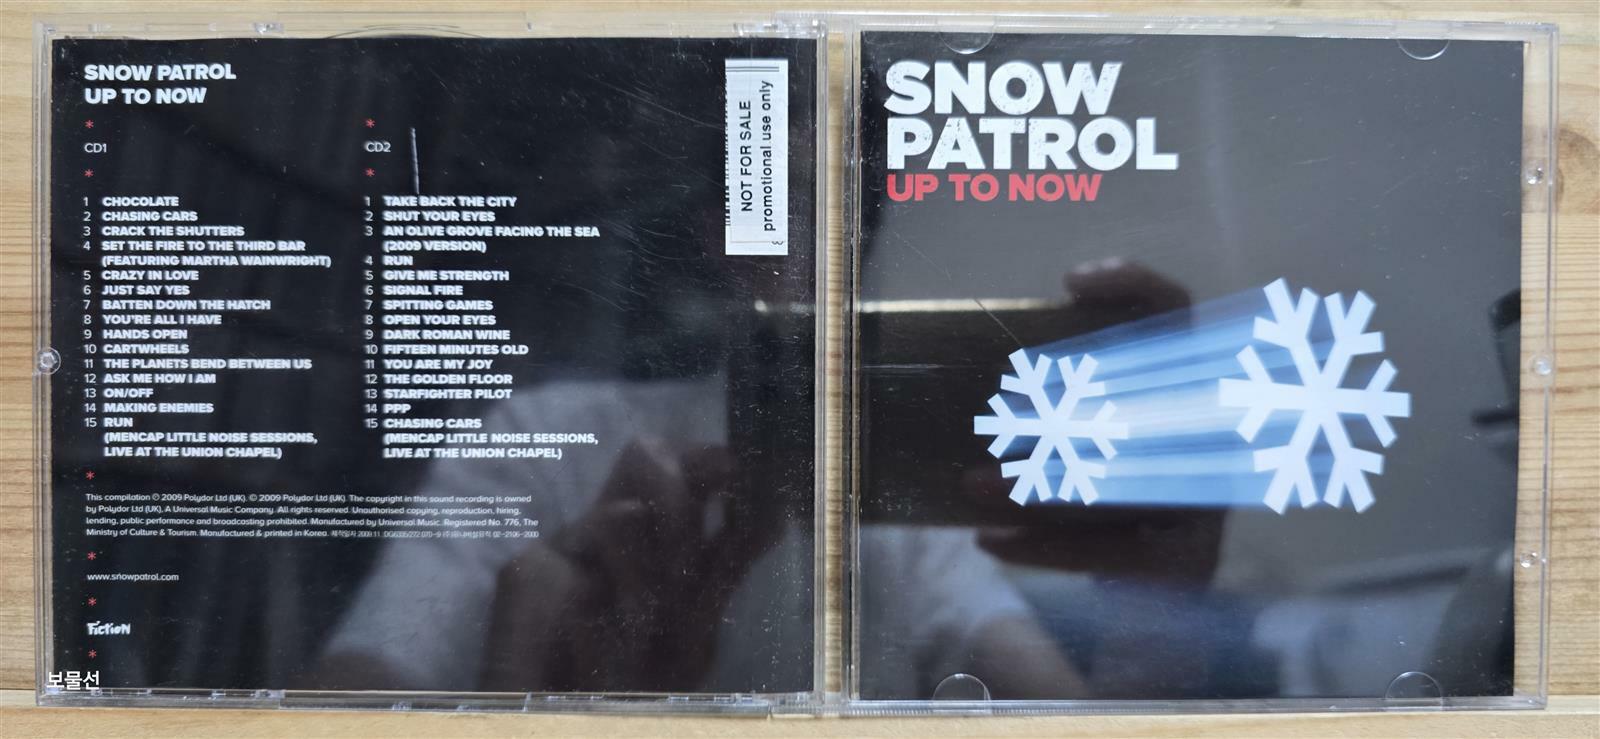 SNOW PATROL
UP TO NOW
*
CD1
*
1 CHOCOLATE
2 CHASING CARS
3 CRACK THE SHUTTERS
4 SET THE FIRE TO THE THIRD BAR
(FEATURING MARTHA WAINWRIGHT)
5 CRAZY IN LOVE
6 JUST SAY YES
7 BATTEN DOWN THE HATCH
8 YOU'RE ALL I HAVE
9 HANDS OPEN
10 CARTWHEELS
11 THE PLANETS BEND BETWEEN US
12 ASK ME HOW I AM
13 ON/OFF
14 MAKING ENEMIES
15 RUN
(MENCAP LITTLE NOISE SESSIONS,
LIVE AT THE UNION CHAPEL)
*
CD2
*
1 TAKE BACK THE CITY
2 SHUT YOUR EYES
3 AN OLIVE GROVE FACING THE SEA
(2009 VERSION)
4 RUN
5 GIVE ME STRENGTH
6 SIGNAL FIRE
7 SPITTING GAMES
8 OPEN YOUR EYES
9 DARK ROMAN WINE
10 FIFTEEN MINUTES OLD
11 YOU ARE MY JOY
12 THE GOLDEN FLOOR
13 STARFIGHTER PILOT
14 PPP
15 CHASING CARS
(MENCAP LITTLE NOISE SESSIONS,
LIVE AT THE UNION CHAPEL)
*
This compilation ℗ 2009 Polydor Ltd (UK). © 2009 Polydor Ltd (UK). The copyright in this sound recording is owned
by Polydor Ltd (UK). A Universal Music Company. All rights reserved. Unauthorised copying, reproduction, hiring,
lending, public performance and broadcasting prohibited. Manufactured by Universal Music. Registered No. 776, The
Ministry of Culture & Tourism. Manufactured & printed in Korea. 제작일자 2009.11. 02-2106-2000
*
www.snowpatrol.com
*
Fiction
*
NOT FOR SALE
promotional use only
SNOW
PATROL
UP TO NOW
보물선